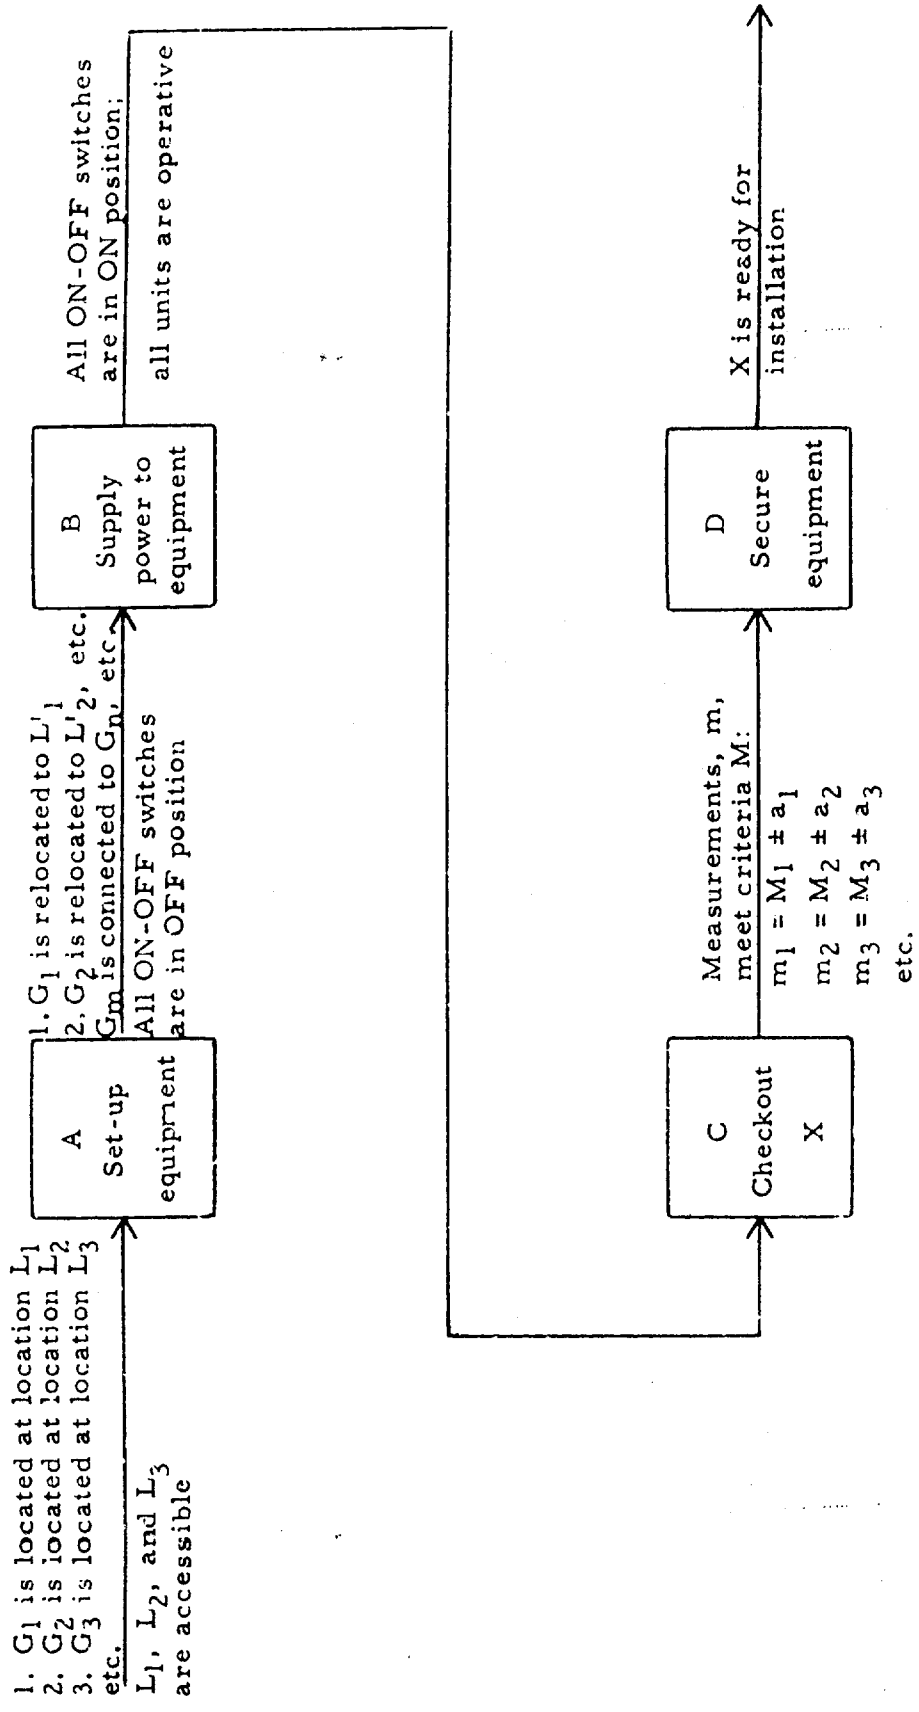 1. G1 is located at location L1
2. G2 is located at location L2
3. G3 is located at location L3
etc.
L1, L2, and L3
are accessible
A
Set-up
equipment
1. G1 is relocated to L'1
2. G2 is relocated to L'2, etc.
Gm is connected to Gn, etc.
All ON-OFF switches
are in OFF position
B
Supply
power to
equipment
All ON-OFF switches
are in ON position;
all units are operative
C
Checkout
X
Measurements, m,
meet criteria M:
m1 = M1 ± a1
m2 = M2 ± a2
m3 = M3 ± a3
etc.
D
Secure
equipment
X is ready for
installation